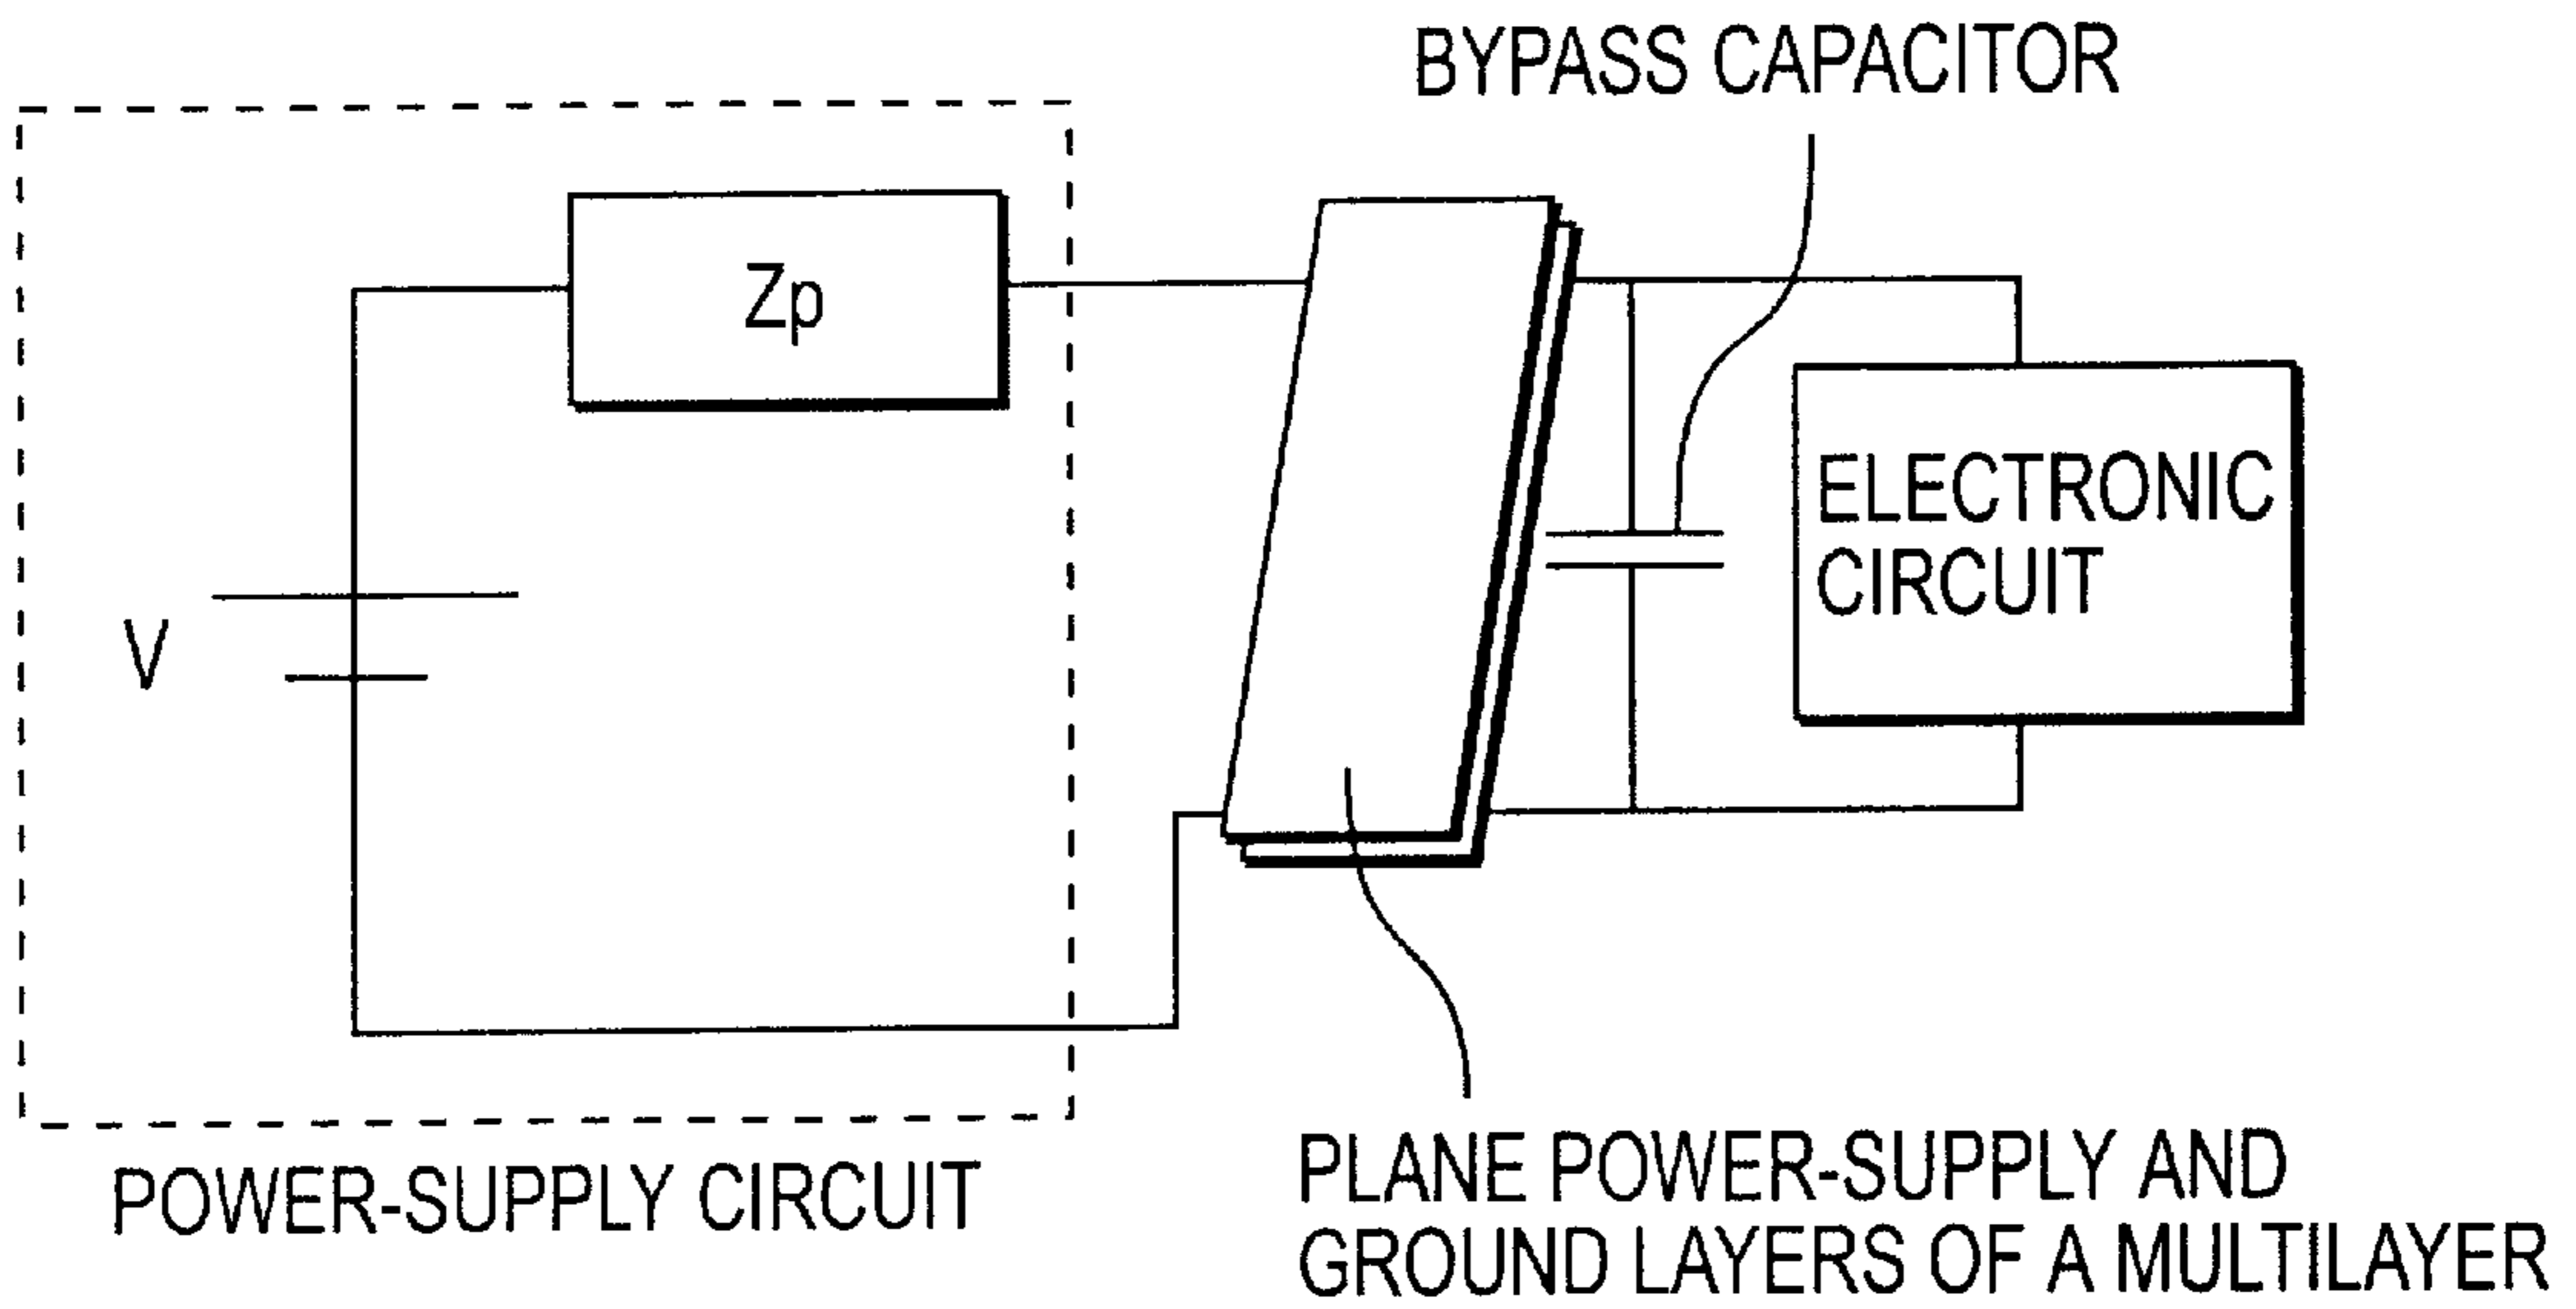 BYPASS CAPACITOR
Zp
V
ELECTRONIC
CIRCUIT
POWER-SUPPLY CIRCUIT
PLANE POWER-SUPPLY AND
GROUND LAYERS OF A MULTILAYER